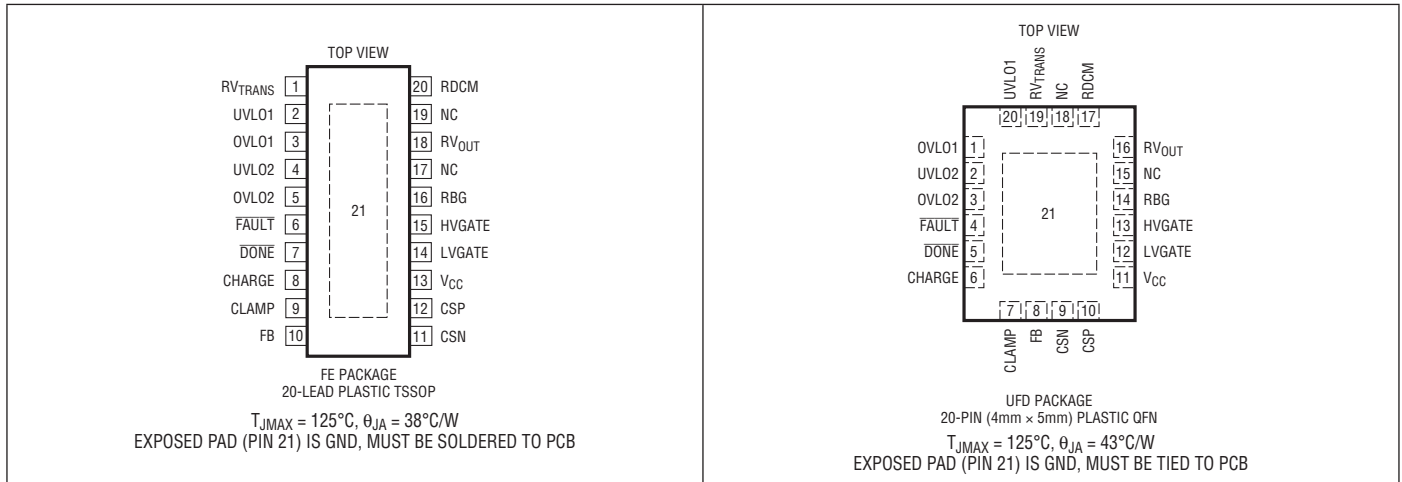 TOP VIEW
RVTRANS 1
UVLO1 2
OVLO1 3
UVLO2 4
OVLO2 5
FAULT 6
DONE 7
CHARGE 8
CLAMP 9
FB 10
20 RDCM
19 NC
18 RVOUT
17 NC
16 RBG
15 HVGATE
14 LVGATE
13 VCC
12 CSP
11 CSN
21
FE PACKAGE
20-LEAD PLASTIC TSSOP
TJMAX = 125°C, θJA = 38°C/W
EXPOSED PAD (PIN 21) IS GND, MUST BE SOLDERED TO PCB
TOP VIEW
UVLO1
RVTRANS
NC
RDCM
20 19 18 17
OVLO1 1
UVLO2 2
OVLO2 3
FAULT 4
DONE 5
CHARGE 6
16 RVOUT
15 NC
14 RBG
13 HVGATE
12 LVGATE
11 VCC
21
7 8 9 10
CLAMP
FB
CSN
CSP
UFD PACKAGE
20-PIN (4mm × 5mm) PLASTIC QFN
TJMAX = 125°C, θJA = 43°C/W
EXPOSED PAD (PIN 21) IS GND, MUST BE TIED TO PCB